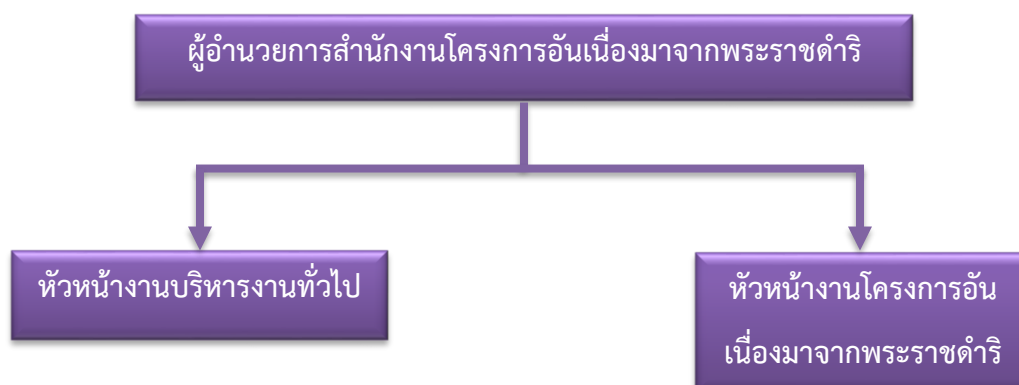 ผู้อำนวยการสำนักงานโครงการอันเนื่องมาจากพระราชดำริ
หัวหน้างานบริหารงานทั่วไป
หัวหน้างานโครงการอัน
เนื่องมาจากพระราชดำริ